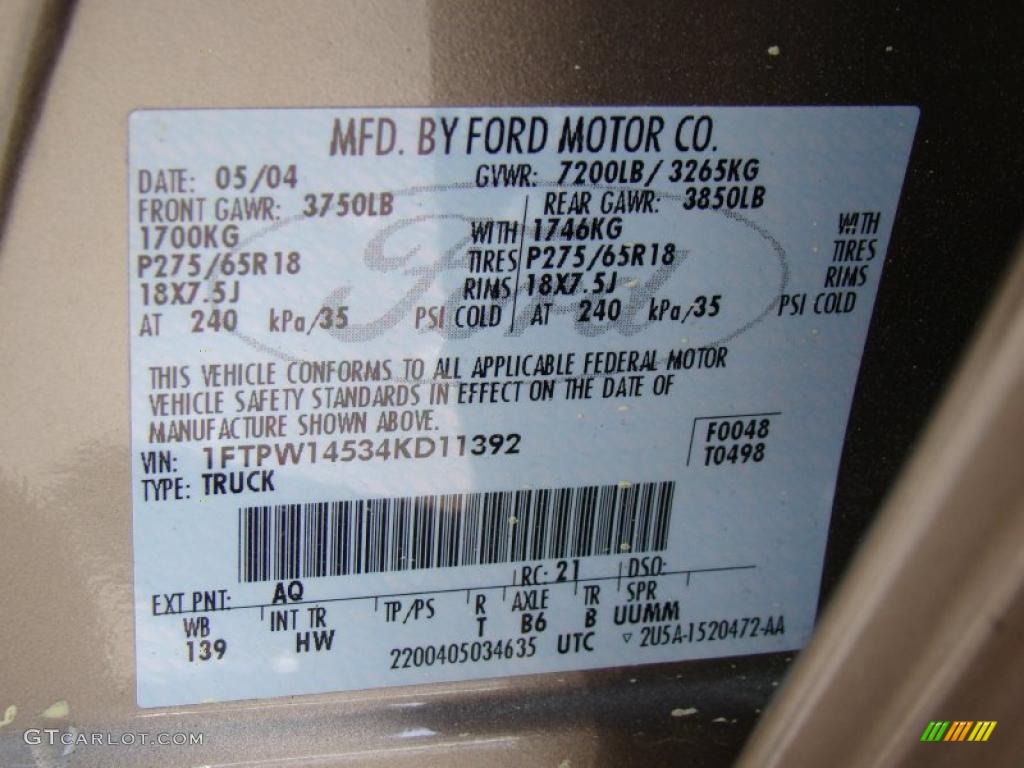 MFD. BY FORD MOTOR CO.
DATE: 05/04 GVWR: 7200LB / 3265KG
FRONT GAWR: 3750LB REAR GAWR: 3850LB
1700KG WITH 1746KG WITH
P275/65R18 TIRES P275/65R18 TIRES
18X7.5J RIMS 18X7.5J RIMS
AT 240 kPa/35 PSI COLD AT 240 kPa/35 PSI COLD
Ford
THIS VEHICLE CONFORMS TO ALL APPLICABLE FEDERAL MOTOR
VEHICLE SAFETY STANDARDS IN EFFECT ON THE DATE OF
MANUFACTURE SHOWN ABOVE.
VIN: 1FTPW14534KD11392 F0048
TYPE: TRUCK T0498
EXT PNT: AQ RC: 21 DSO:
WB INT TR TP/PS R AXLE TR SPR
139 HW T B6 B UUMM
2200405034635 UTC ▽ 2U5A-1520472-AA
GTCARLOT.COM